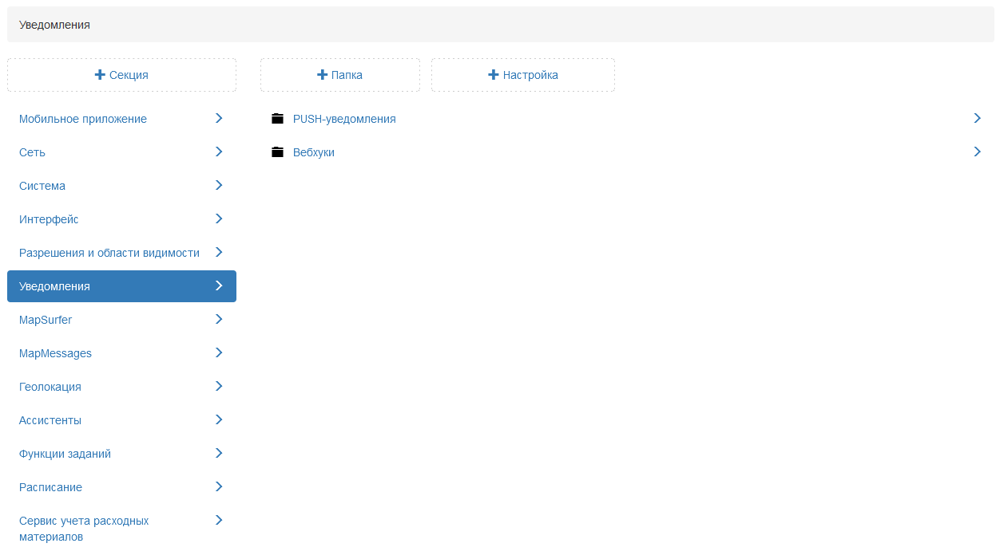 Уведомления
Секция
Папка
Настройка
Мобильное приложение
Сеть
Система
Интерфейс
Разрешения и области видимости
Уведомления
MapSurfer
MapMessages
Геолокация
Ассистенты
Функции заданий
Расписание
Сервис учета расходных
материалов
PUSH-уведомления
Вебхуки